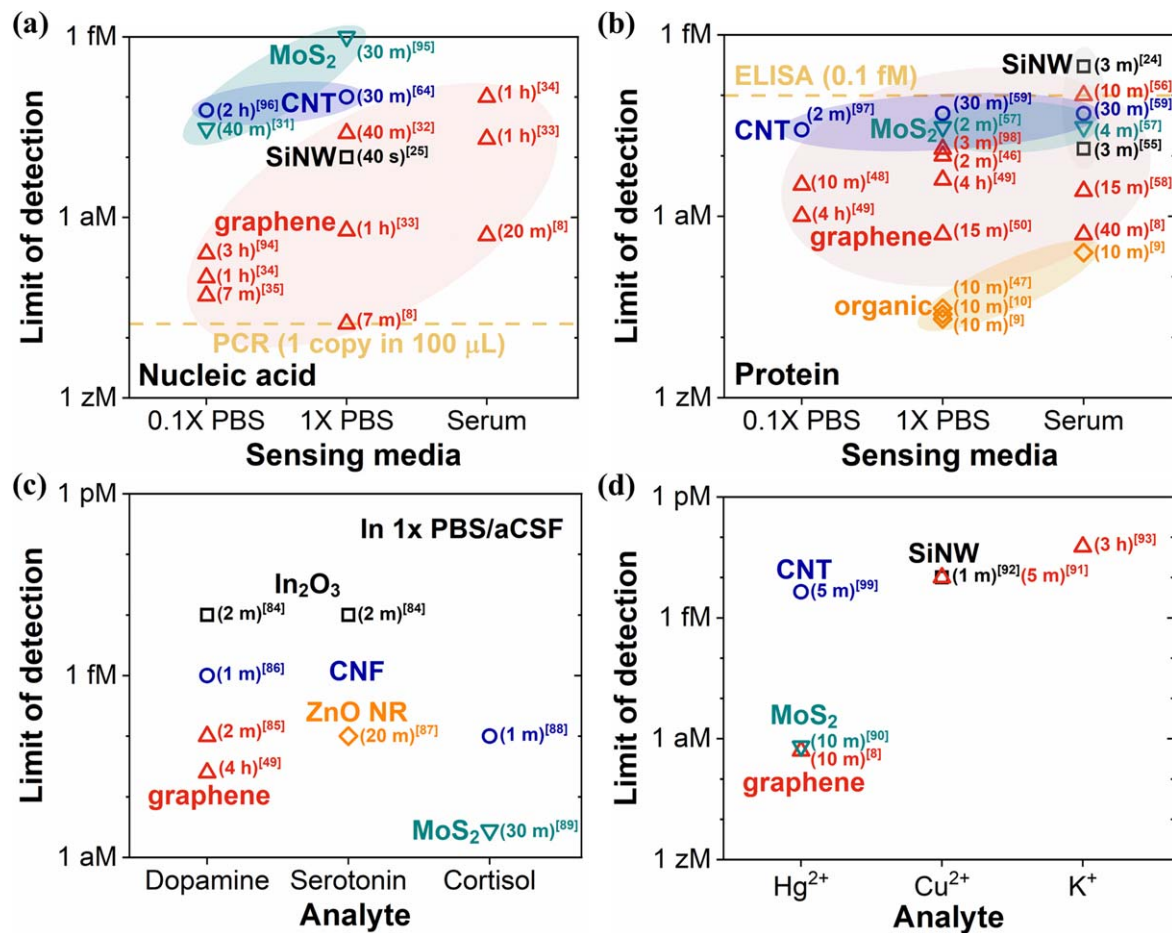 (a)
1 fM
MoS₂
(30 m)[95]
(2 h)[96]
CNT
(30 m)[64]
(1 h)[34]
(40 m)[31]
(40 m)[32]
(1 h)[33]
SiNW
(40 s)[25]
1 aM
graphene
(1 h)[33]
(20 m)[8]
(3 h)[94]
(1 h)[34]
(7 m)[35]
(7 m)[8]
PCR (1 copy in 100 μL)
Nucleic acid
1 zM
0.1X PBS 1X PBS Serum
Sensing media
Limit of detection
(b)
1 fM
SiNW
(3 m)[24]
ELISA (0.1 fM)
(10 m)[56]
(2 m)[97]
(30 m)[59]
(30 m)[59]
CNT
MoS₂
(2 m)[57]
(4 m)[57]
(3 m)[98]
(3 m)[55]
(2 m)[46]
(10 m)[48]
(4 h)[49]
(15 m)[58]
1 aM
(4 h)[49]
graphene
(15 m)[50]
(40 m)[8]
(10 m)[9]
(10 m)[47]
organic
(10 m)[10]
(10 m)[9]
Protein
1 zM
0.1X PBS 1X PBS Serum
Sensing media
Limit of detection
(c)
1 pM
In 1x PBS/aCSF
In₂O₃
(2 m)[84]
(2 m)[84]
1 fM
(1 m)[86]
CNF
ZnO NR
(2 m)[85]
(20 m)[87]
(1 m)[88]
(4 h)[49]
graphene
MoS₂
(30 m)[89]
1 aM
Dopamine Serotonin Cortisol
Analyte
Limit of detection
(d)
1 pM
(3 h)[93]
SiNW
CNT
(1 m)[92]
(5 m)[91]
(5 m)[99]
1 fM
MoS₂
1 aM
(10 m)[90]
(10 m)[8]
graphene
1 zM
Hg²⁺ Cu²⁺ K⁺
Analyte
Limit of detection